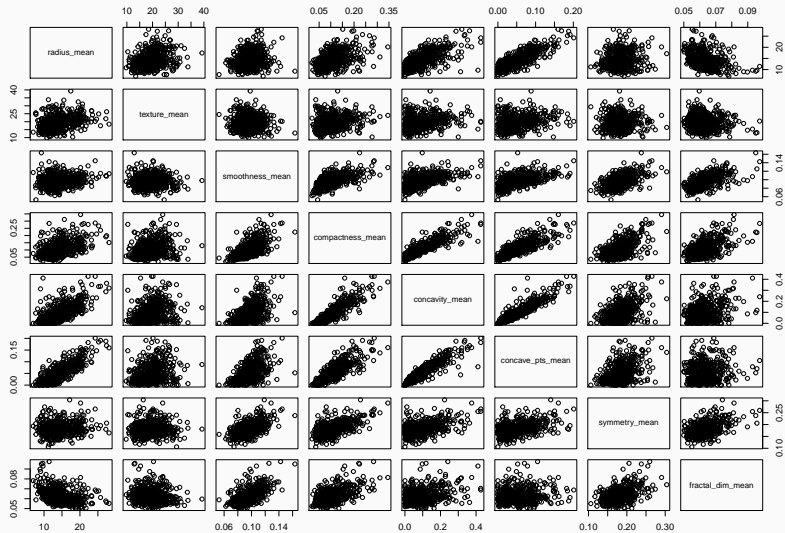 10 20 30 40 0.05 0.20 0.35 0.00 0.10 0.20 0.05 0.07 0.09
radius_mean
10 20
10 25 40
texture_mean
smoothness_mean
0.06 0.14
0.05 0.25
compactness_mean
concavity_mean
0.0 0.2 0.4
0.00 0.15
concave_pts_mean
symmetry_mean
0.10 0.25
0.05 0.08
fractal_dim_mean
10 20 0.06 0.10 0.14 0.0 0.2 0.4 0.10 0.20 0.30